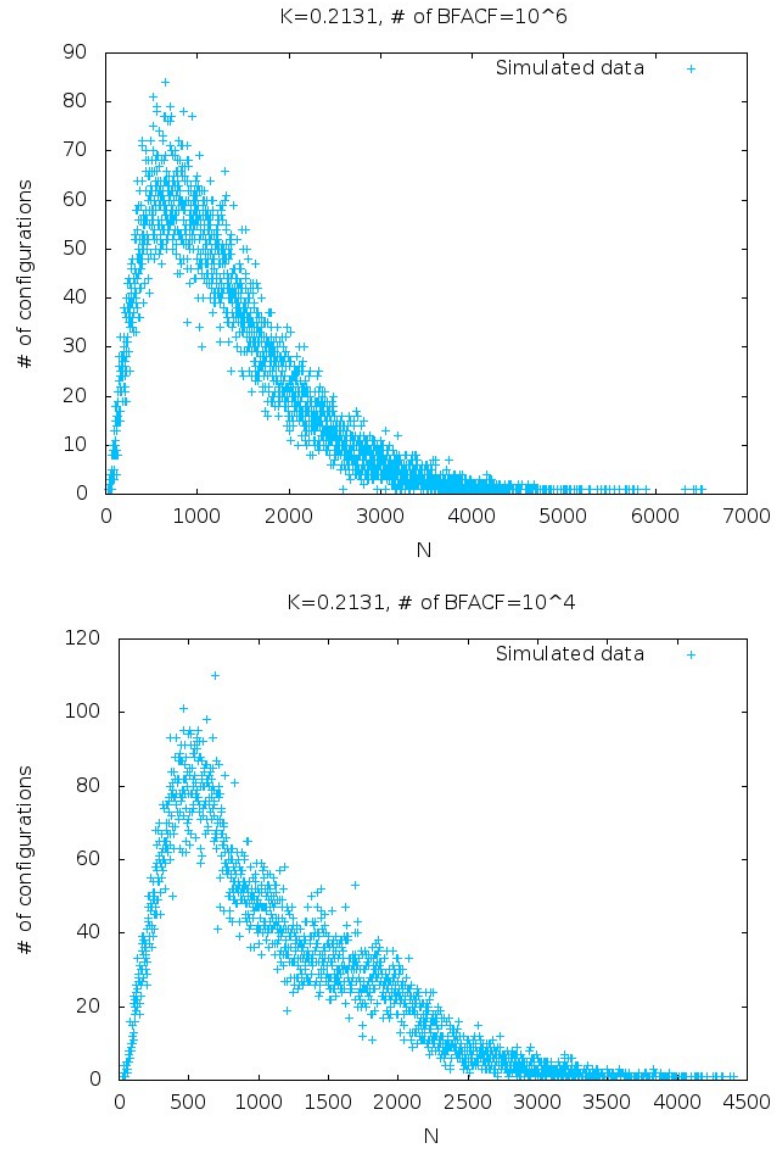 K=0.2131, # of BFACF=10^6
90
80
70
60
50
40
30
20
10
0
# of configurations
Simulated data
0 1000 2000 3000 4000 5000 6000 7000
N
K=0.2131, # of BFACF=10^4
120
100
80
60
40
20
0
# of configurations
Simulated data
0 500 1000 1500 2000 2500 3000 3500 4000 4500
N